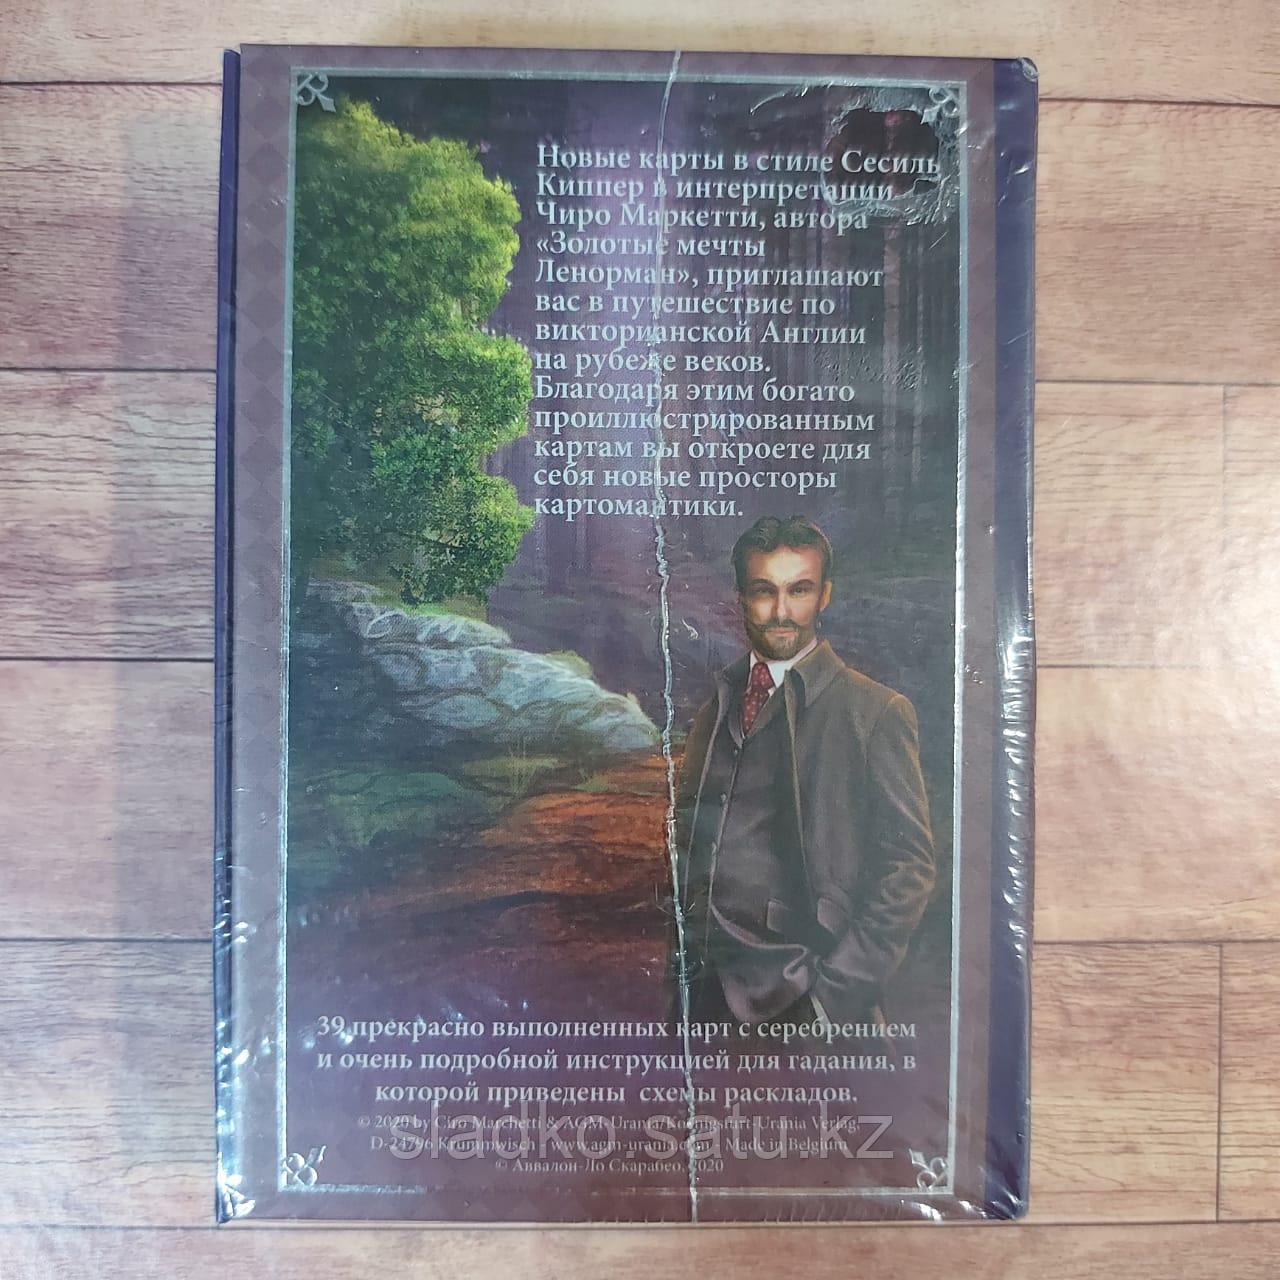 Новые карты в стиле Сесиль
Киппер в интерпретации
Чиро Маркетти, автора
«Золотые мечты
Ленорман», приглашают
вас в путешествие по
викторианской Англии
на рубеже веков.
Благодаря этим богато
проиллюстрированным
картам вы откроете для
себя новые просторы
картомантики.
39 прекрасно выполненных карт с серебрением
и очень подробной инструкцией для гадания, в
которой приведены схемы раскладов.
© 2020 by Ciro Marchetti & AGM-Urania/Koenigsfurt-Urania Verlag,
D-24796 Krummwisch www.agm-urania.com Made in Belgium
© Аввалон-Ло Скарабео, 2020
sladko.satu.kz